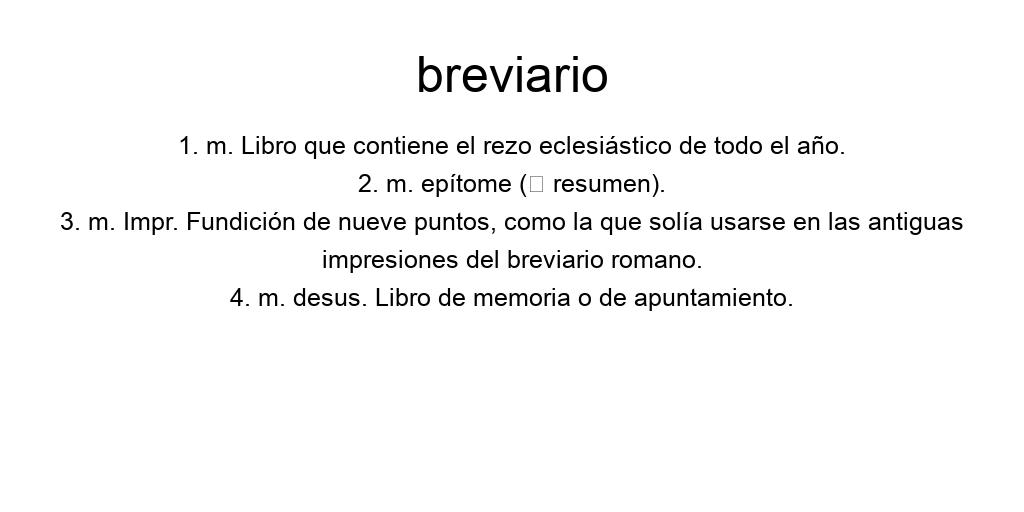 breviario
1. m. Libro que contiene el rezo eclesiástico de todo el año.
2. m. epítome (□ resumen).
3. m. Impr. Fundición de nueve puntos, como la que solía usarse en las antiguas
impresiones del breviario romano.
4. m. desus. Libro de memoria o de apuntamiento.